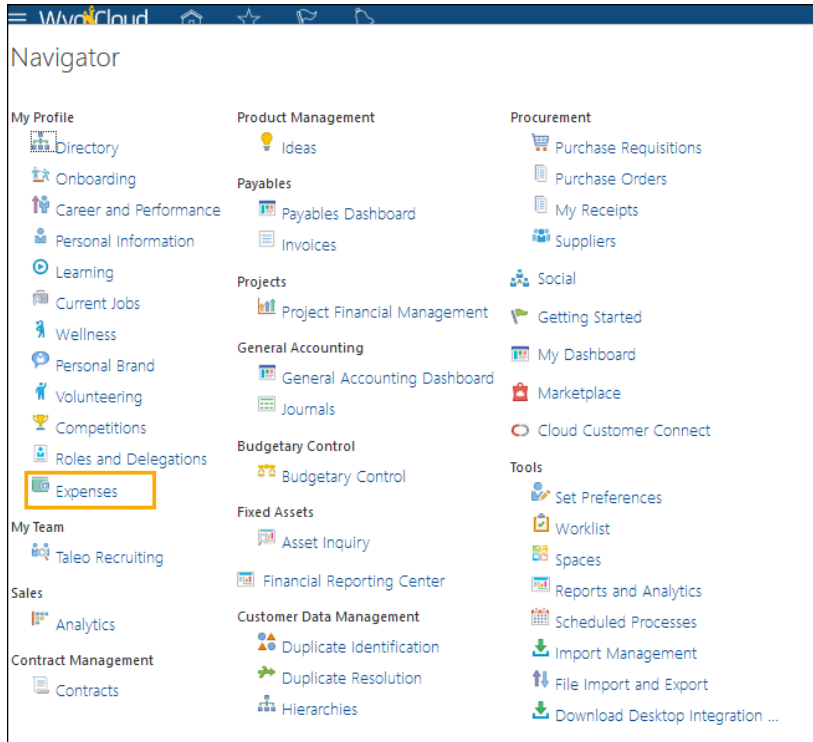 WyoCloud
Navigator
My Profile
Directory
Onboarding
Career and Performance
Personal Information
Learning
Current Jobs
Wellness
Personal Brand
Volunteering
Competitions
Roles and Delegations
Expenses
My Team
Taleo Recruiting
Sales
Analytics
Contract Management
Contracts
Product Management
Ideas
Payables
Payables Dashboard
Invoices
Projects
Project Financial Management
General Accounting
General Accounting Dashboard
Journals
Budgetary Control
Budgetary Control
Fixed Assets
Asset Inquiry
Financial Reporting Center
Customer Data Management
Duplicate Identification
Duplicate Resolution
Hierarchies
Procurement
Purchase Requisitions
Purchase Orders
My Receipts
Suppliers
Social
Getting Started
My Dashboard
Marketplace
Cloud Customer Connect
Tools
Set Preferences
Worklist
Spaces
Reports and Analytics
Scheduled Processes
Import Management
File Import and Export
Download Desktop Integration ...